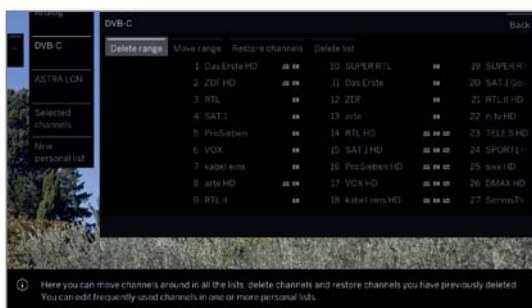 Analog
DVB-C
Back
DVB-C
ASTRA LCN
Selected
channels
New
personal list
Delete range Move range Restore channels Delete list
1 Das Erste HD 10 SUPER RTL 19 SUPER RT
2 ZDF HD 11 Das Erste 20 SAT.1 Gol
3 RTL 12 ZDF 21 RTL II HD
4 SAT.1 13 arte 22 n-tv HD
5 ProSieben 14 RTL HD 23 TELE 5 HD
6 VOX 15 SAT.1 HD 24 SPORT1
7 kabel eins 16 ProSieben HD 25 sixx HD
8 arte HD 17 VOX HD 26 DMAX HD
9 RTL II 18 kabel eins HD 27 ServusTV
Here you can move channels around in all the lists, delete channels and restore channels you have previously deleted.
You can edit frequently-used channels in one or more personal lists.